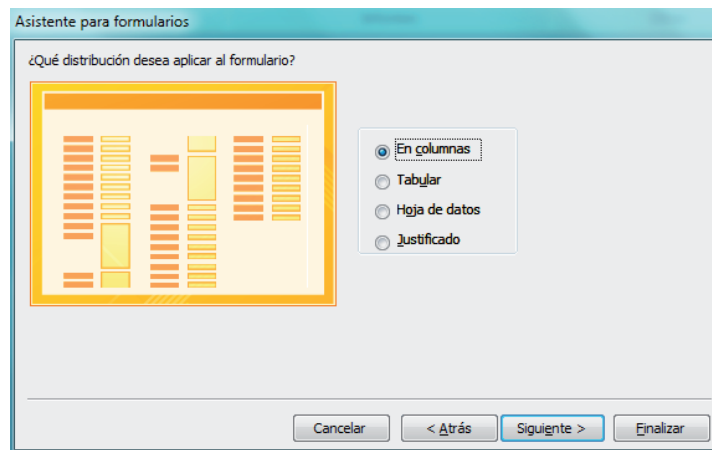 Asistente para formularios
¿Qué distribución desea aplicar al formulario?
En columnas
Tabular
Hoja de datos
Justificado
Cancelar
< Atrás
Siguiente >
Finalizar